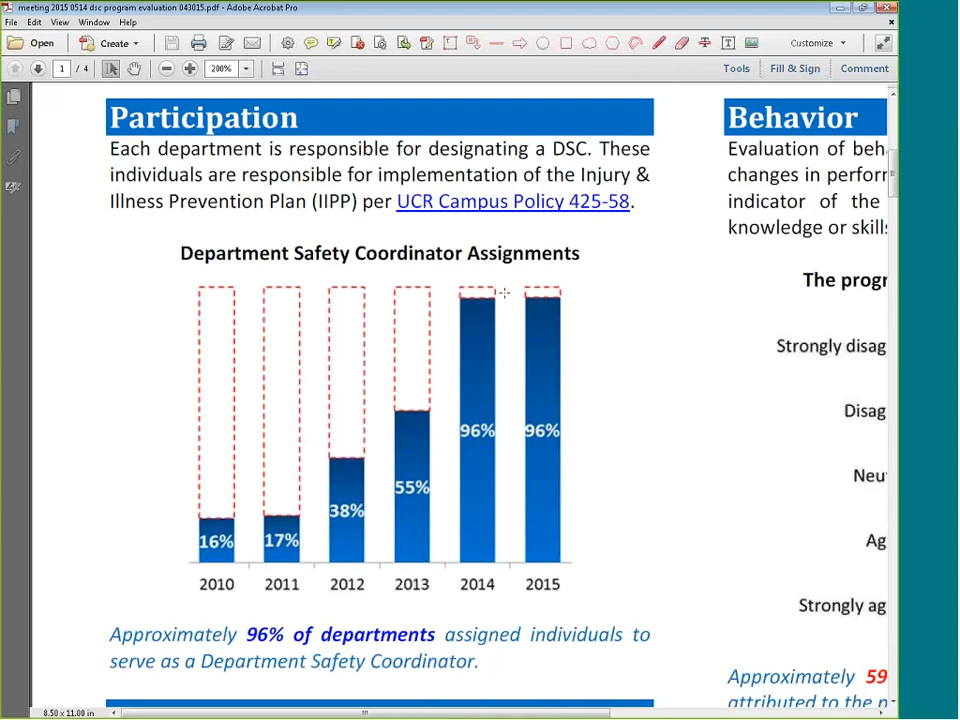 meeting 2015 0514 dsc program evaluation 043015.pdf - Adobe Acrobat Pro
File Edit View Window Help
Open Create Customize
1 / 4 200% Tools Fill & Sign Comment
Participation
Each department is responsible for designating a DSC. These
individuals are responsible for implementation of the Injury &
Illness Prevention Plan (IIPP) per UCR Campus Policy 425-58.
Department Safety Coordinator Assignments
16% 17% 38% 55% 96% 96%
2010 2011 2012 2013 2014 2015
Approximately 96% of departments assigned individuals to
serve as a Department Safety Coordinator.
Behavior
Evaluation of beh
changes in perform
indicator of the
knowledge or skills
The progr
Strongly disag
Disag
Neu
Ag
Strongly ag
Approximately 59
attributed to the p
8.50 x 11.00 in